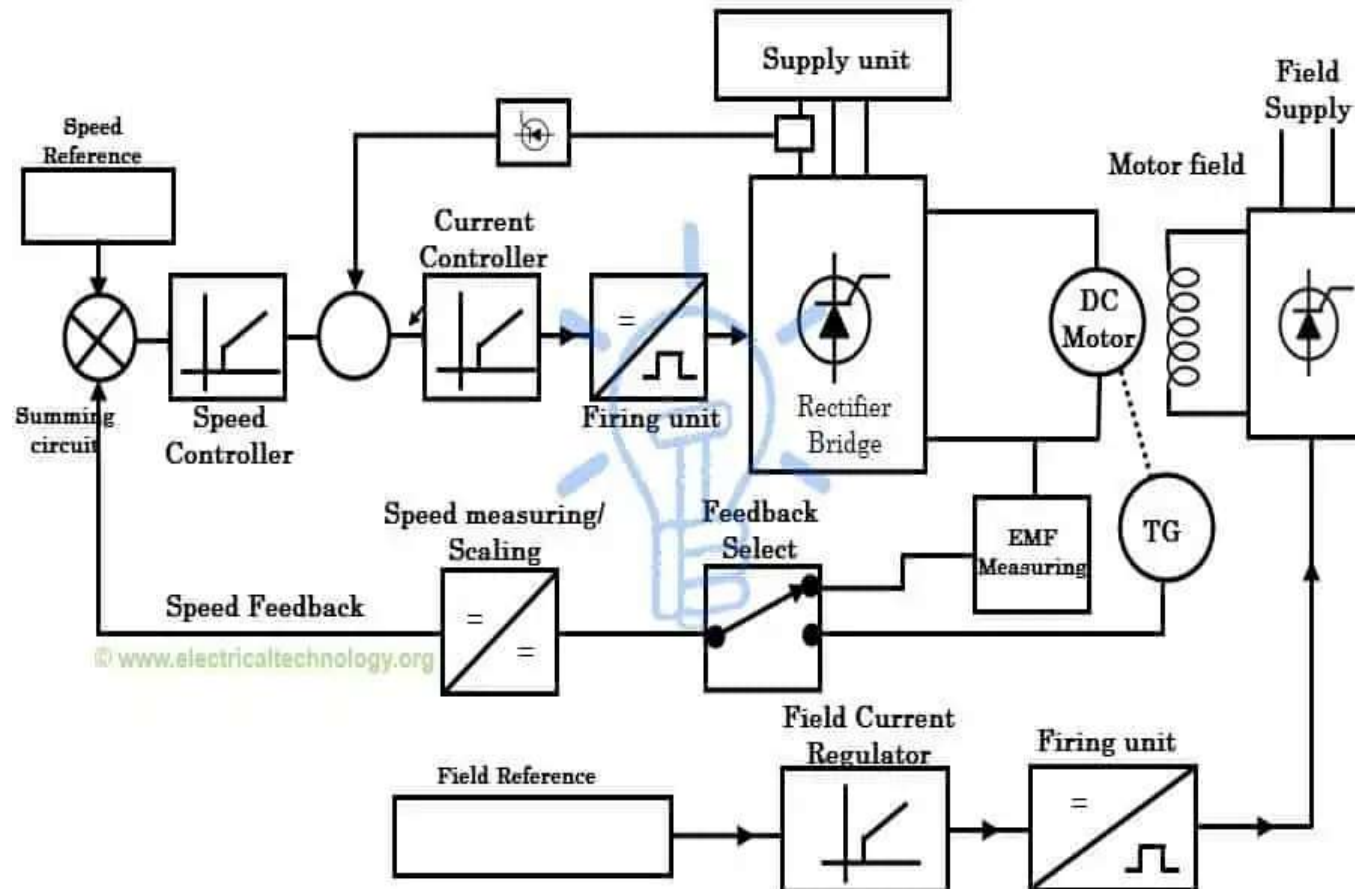 Supply unit
Field
Supply
Speed
Reference
Motor field
Current
Controller
DC
Motor
=
Summing
circuit
Speed
Controller
Firing unit
Rectifier
Bridge
Speed measuring/
Scaling
Feedback
Select
EMF
Measuring
TG
Speed Feedback
=
=
© www.electricaltechnology.org
Field Current
Regulator
Firing unit
Field Reference
=